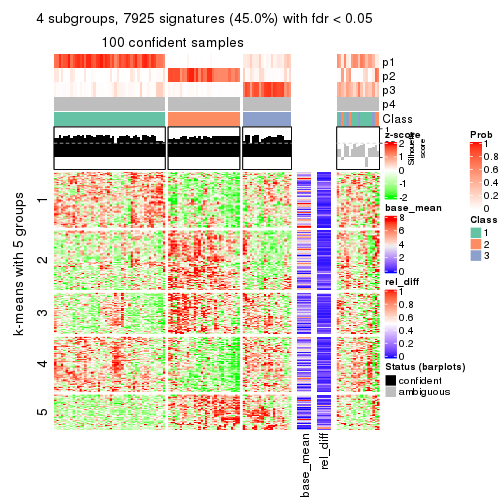 4 subgroups, 7925 signatures (45.0%) with fdr < 0.05
100 confident samples
p1
p2
p3
p4
Class
1
Silhouette
score
k-means with 5 groups
1
2
3
4
5
base_mean
rel_diff
z-score
2
1
0
-1
-2
base_mean
8
6
4
2
0
rel_diff
1
0.8
0.6
0.4
0.2
0
Status (barplots)
confident
ambiguous
Prob
1
0.8
0.6
0.4
0.2
0
Class
1
2
3